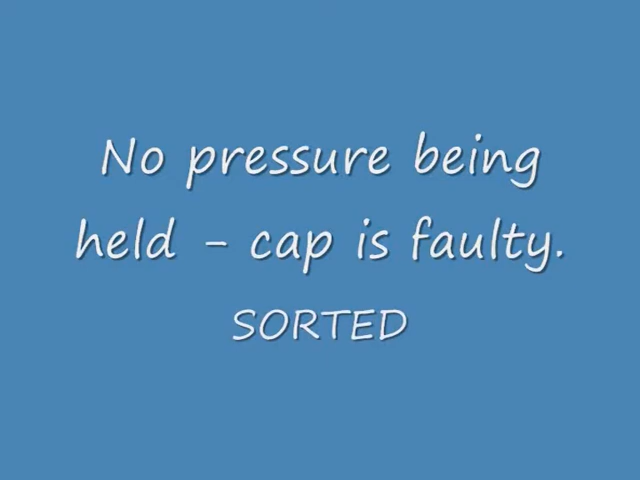 No pressure being
held - cap is faulty.
SORTED